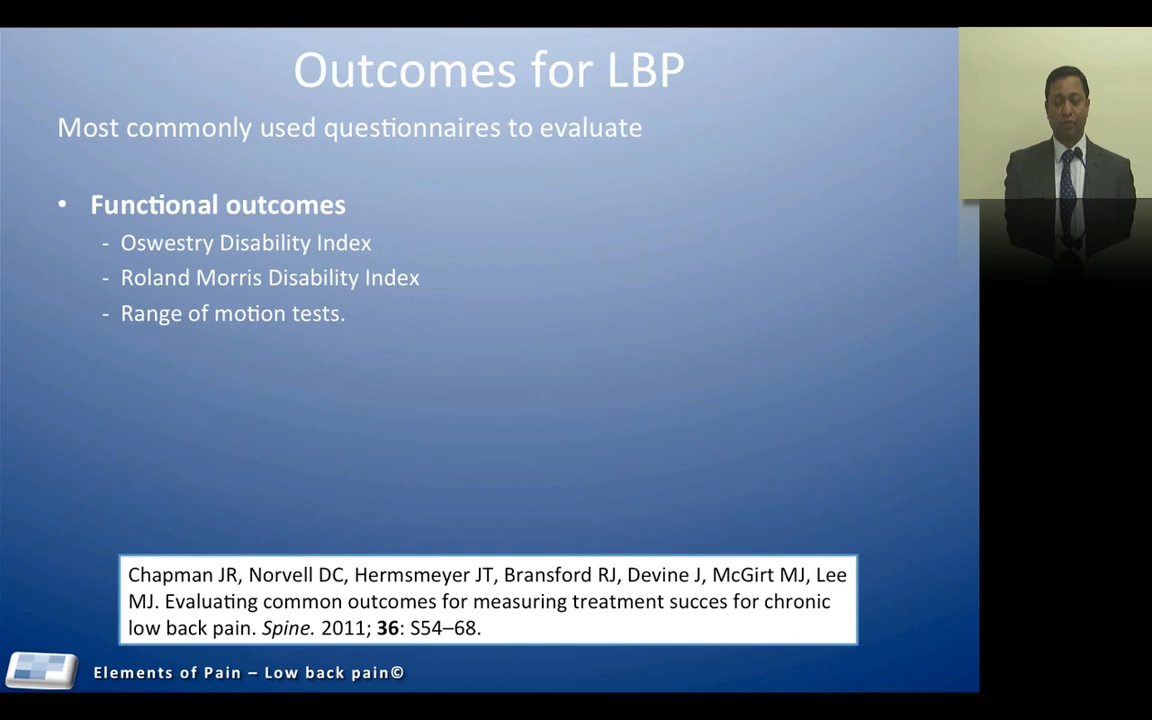 Outcomes for LBP
Most commonly used questionnaires to evaluate
• Functional outcomes
- Oswestry Disability Index
- Roland Morris Disability Index
- Range of motion tests.
Chapman JR, Norvell DC, Hermsmeyer JT, Bransford RJ, Devine J, McGirt MJ, Lee
MJ. Evaluating common outcomes for measuring treatment succes for chronic
low back pain. Spine. 2011; 36: S54–68.
Elements of Pain – Low back pain©